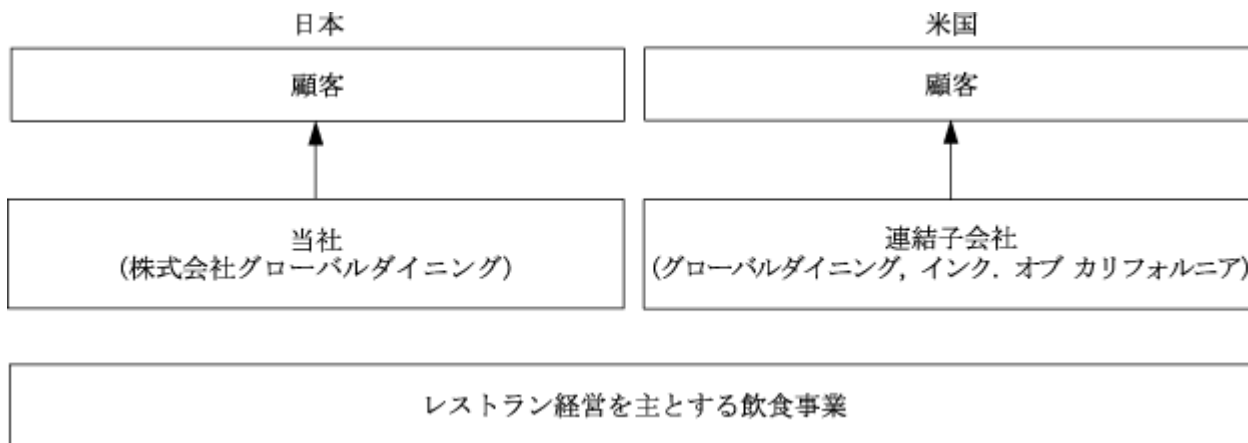 日本
米国
顧客
顧客
当社
(株式会社グローバルダイニング)
連結子会社
(グローバルダイニング, インク. オブ カリフォルニア)
レストラン経営を主とする飲食事業